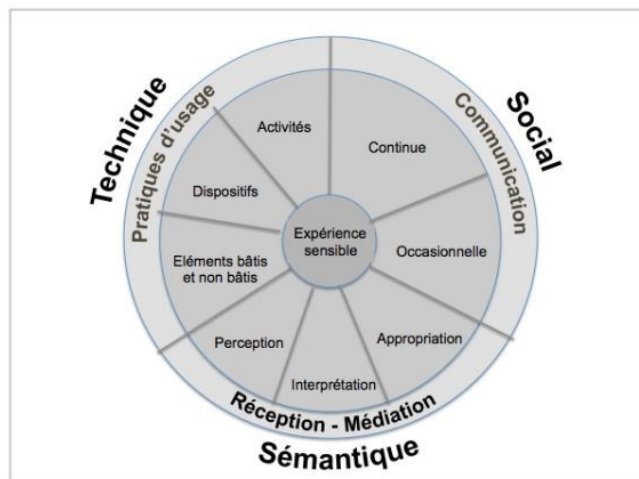 Technique
Pratiques d'usage
Social
Communication
Activités
Continue
Dispositifs
Expérience
sensible
Occasionnelle
Eléments bâtis
et non bâtis
Perception
Appropriation
Interprétation
Réception - Médiation
Sémantique